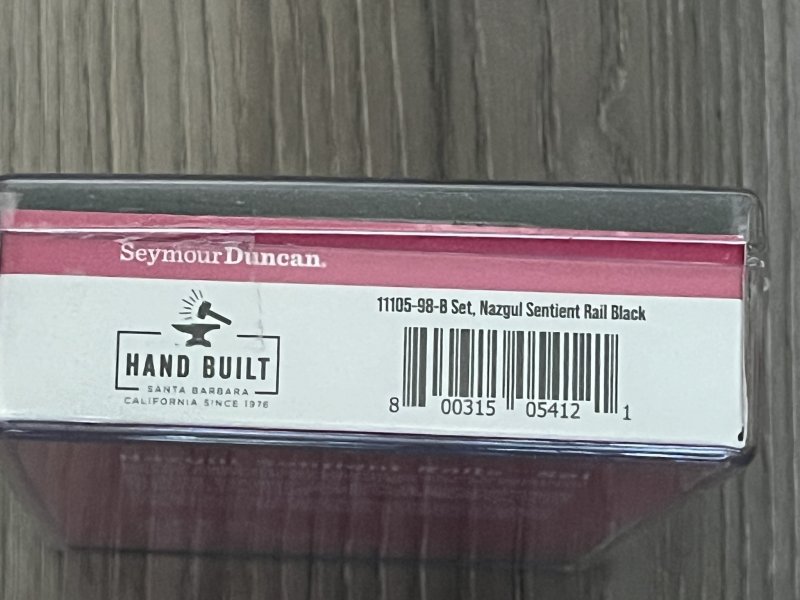 SeymourDuncan.
HAND BUILT
SANTA BARBARA
CALIFORNIA SINCE 1976
11105-98-B Set, Nazgul Sentient Rail Black
8 00315 05412 1